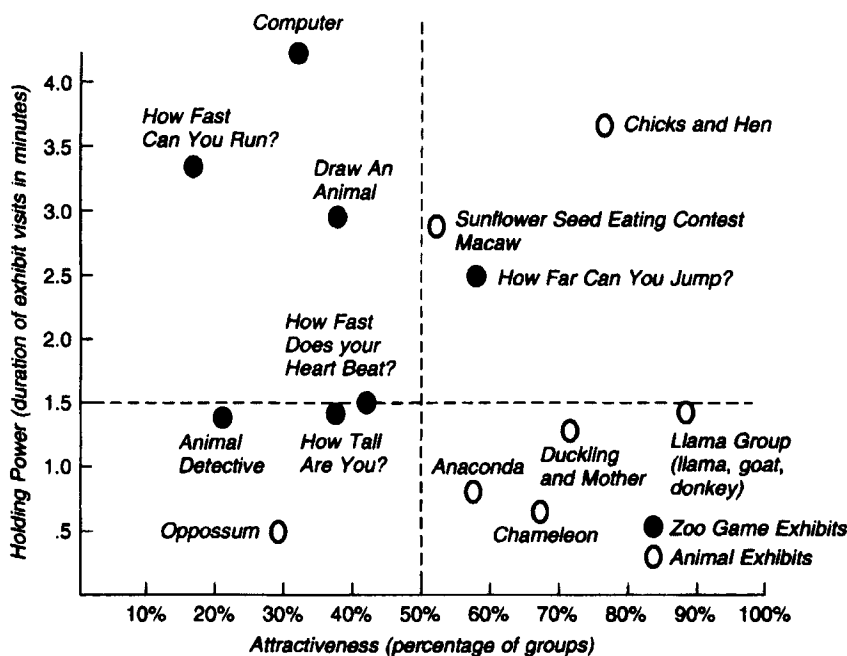 Computer
4.0
How Fast
Can You Run?
Chicks and Hen
3.5
Draw An
Animal
3.0
Sunflower Seed Eating Contest
Macaw
2.5
How Far Can You Jump?
How Fast
Does your
Heart Beat?
2.0
1.5
Animal
Detective
How Tall
Are You?
Duckling
and Mother
Llama Group
(llama, goat,
donkey)
1.0
Anaconda
Chameleon
Oppossum
.5
Zoo Game Exhibits
Animal Exhibits
Holding Power (duration of exhibit visits in minutes)
10% 20% 30% 40% 50% 60% 70% 80% 90% 100%
Attractiveness (percentage of groups)